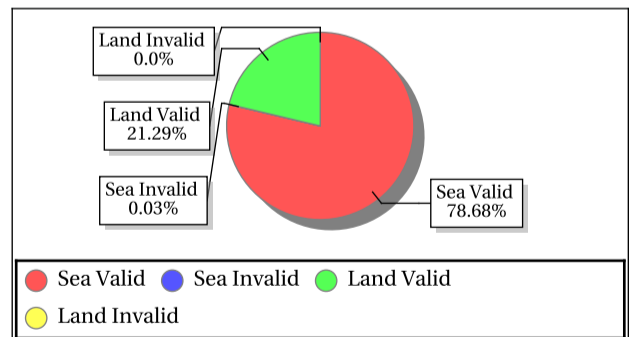 Land Invalid
0.0%
Land Valid
21.29%
Sea Invalid
0.03%
Sea Valid
78.68%
Sea Valid Sea Invalid Land Valid
Land Invalid